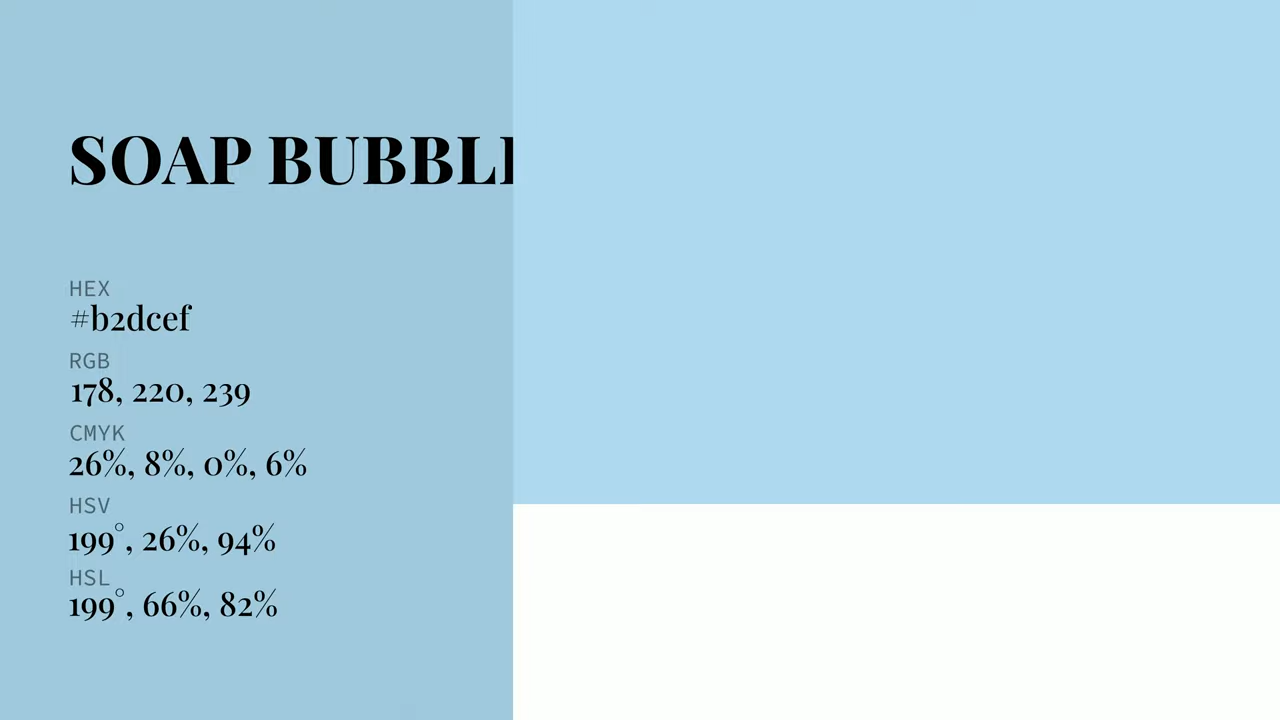 SOAP BUBBL
HEX
#b2dcef
RGB
178, 220, 239
CMYK
26%, 8%, 0%, 6%
HSV
199°, 26%, 94%
HSL
199°, 66%, 82%